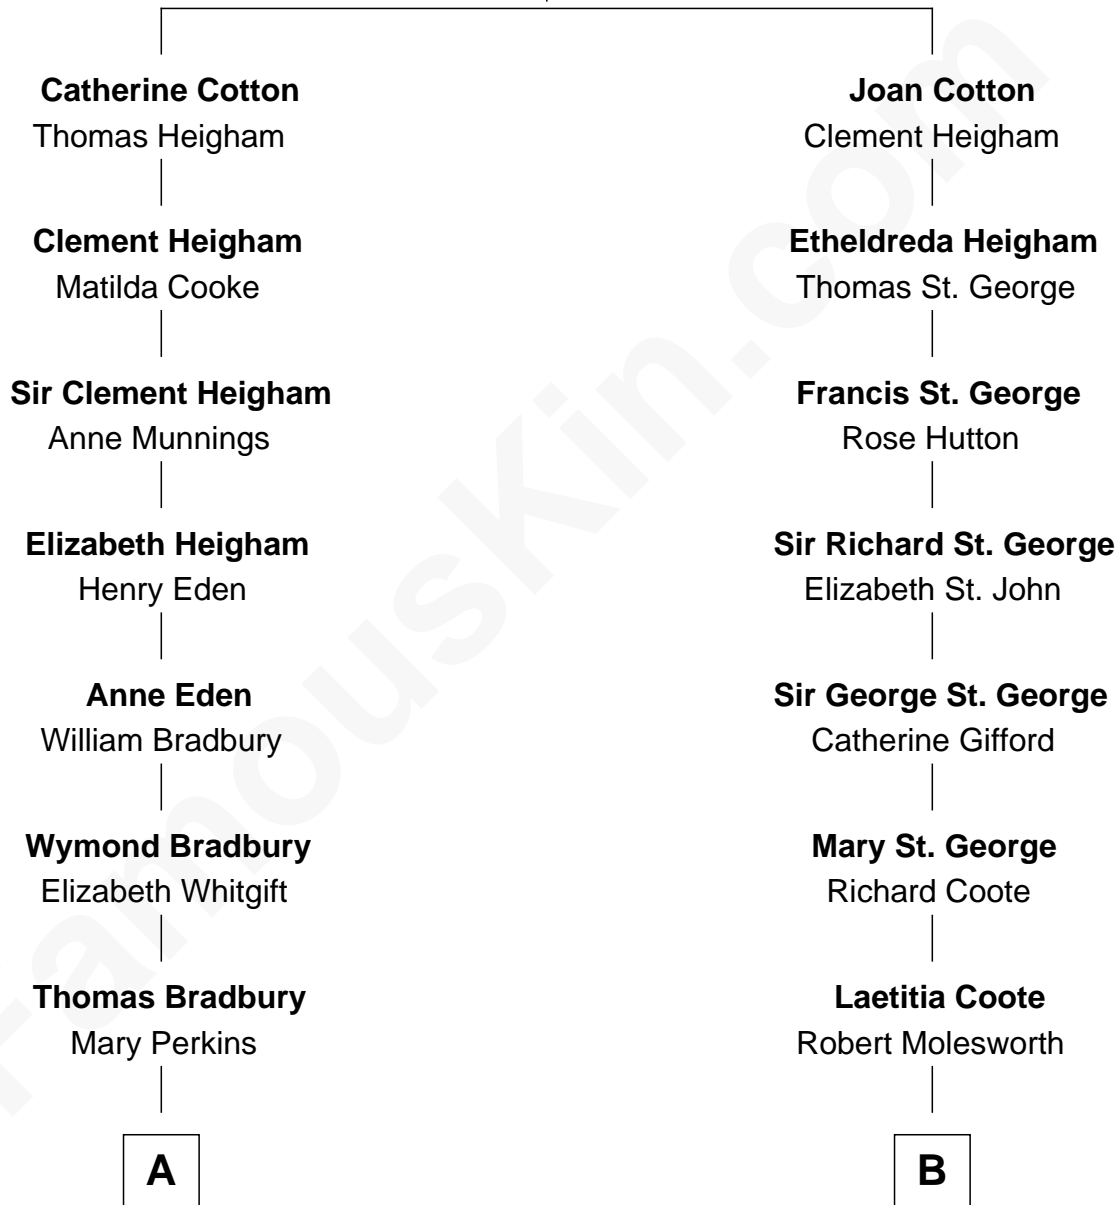 Catherine Cotton
Thomas Heigham
Clement Heigham
Matilda Cooke
Sir Clement Heigham
Anne Munnings
Elizabeth Heigham
Henry Eden
Anne Eden
William Bradbury
Wymond Bradbury
Elizabeth Whitgift
Thomas Bradbury
Mary Perkins
A
Joan Cotton
Clement Heigham
Etheldreda Heigham
Thomas St. George
Francis St. George
Rose Hutton
Sir Richard St. George
Elizabeth St. John
Sir George St. George
Catherine Gifford
Mary St. George
Richard Coote
Laetitia Coote
Robert Molesworth
B
FamousKin.com